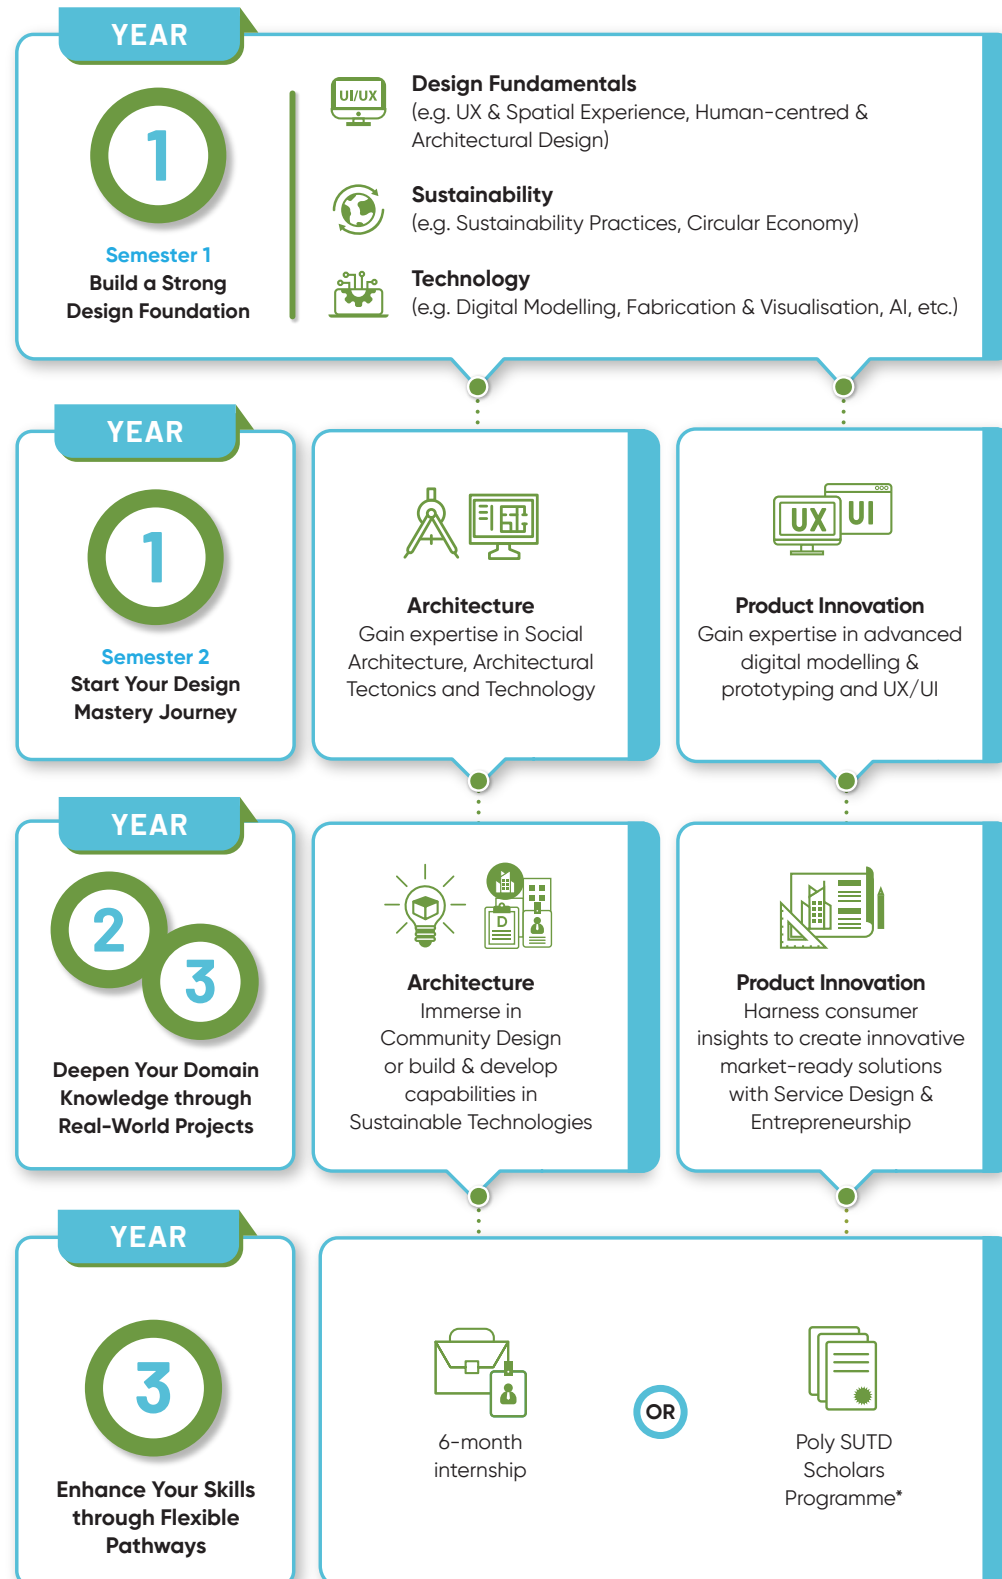 YEAR
1
Semester 1
Build a Strong
Design Foundation
UI/UX
Design Fundamentals
(e.g. UX & Spatial Experience, Human-centred &
Architectural Design)
Sustainability
(e.g. Sustainability Practices, Circular Economy)
Technology
(e.g. Digital Modelling, Fabrication & Visualisation, AI, etc.)
YEAR
1
Semester 2
Start Your Design
Mastery Journey
Architecture
Gain expertise in Social
Architecture, Architectural
Tectonics and Technology
UX
UI
Product Innovation
Gain expertise in advanced
digital modelling &
prototyping and UX/UI
YEAR
2
3
Deepen Your Domain
Knowledge through
Real-World Projects
D
Architecture
Immerse in
Community Design
or build & develop
capabilities in
Sustainable Technologies
Product Innovation
Harness consumer
insights to create innovative
market-ready solutions
with Service Design &
Entrepreneurship
YEAR
3
Enhance Your Skills
through Flexible
Pathways
6-month
internship
OR
Poly SUTD
Scholars
Programme*